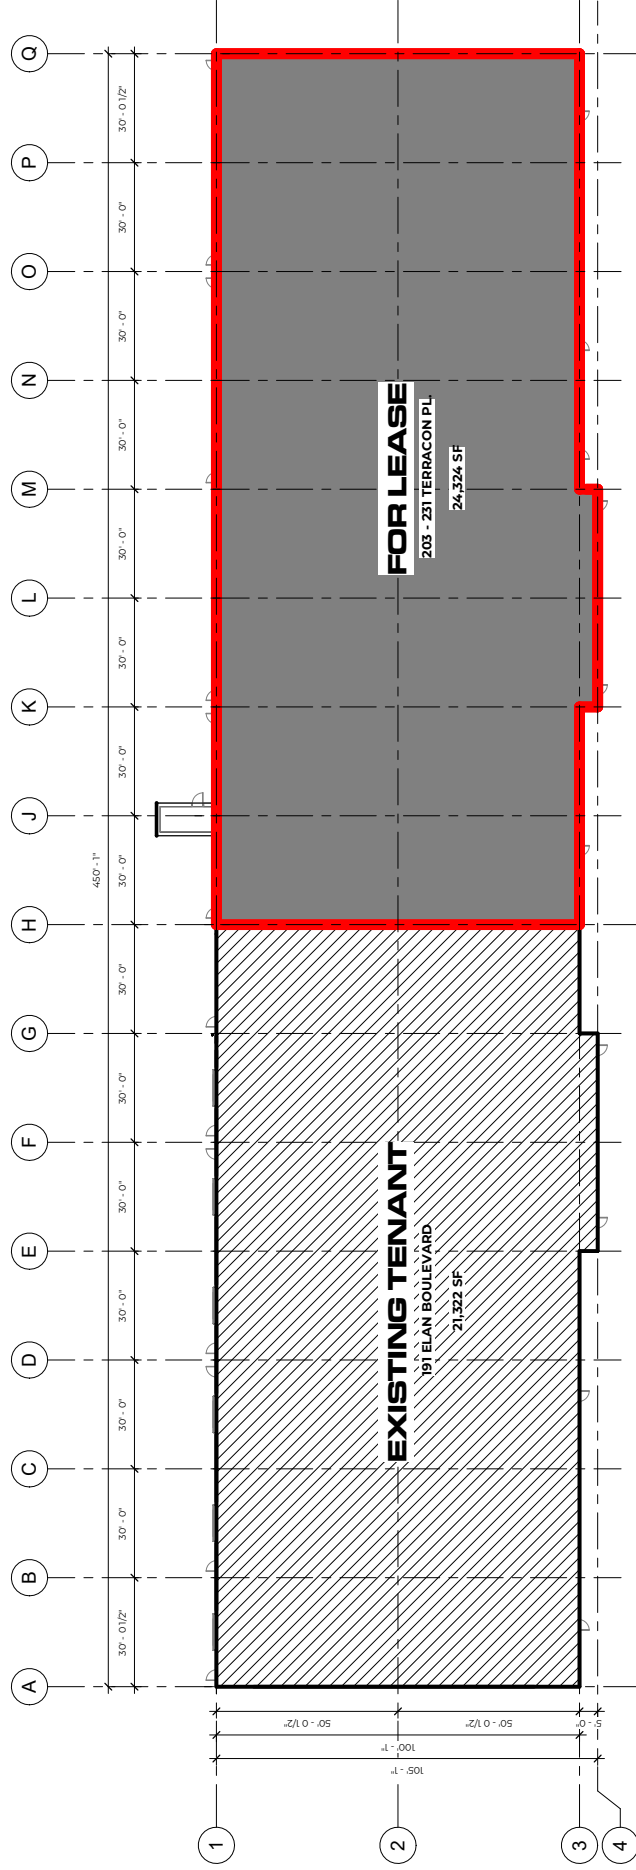 A B C D E F G H J K L M N O P Q
450' - 1"
30' - 0 1/2" 30' - 0" 30' - 0" 30' - 0" 30' - 0" 30' - 0" 30' - 0" 30' - 0" 30' - 0" 30' - 0" 30' - 0" 30' - 0" 30' - 0" 30' - 0" 30' - 0 1/2"
1
50' - 0 1/2"
2
50' - 0 1/2"
3
5' - 0"
4
100' - 1"
105' - 1"
EXISTING TENANT
191 ELAN BOULEVARD
21,322 SF
FOR LEASE
203 - 231 TERRACON PL.
24,324 SF